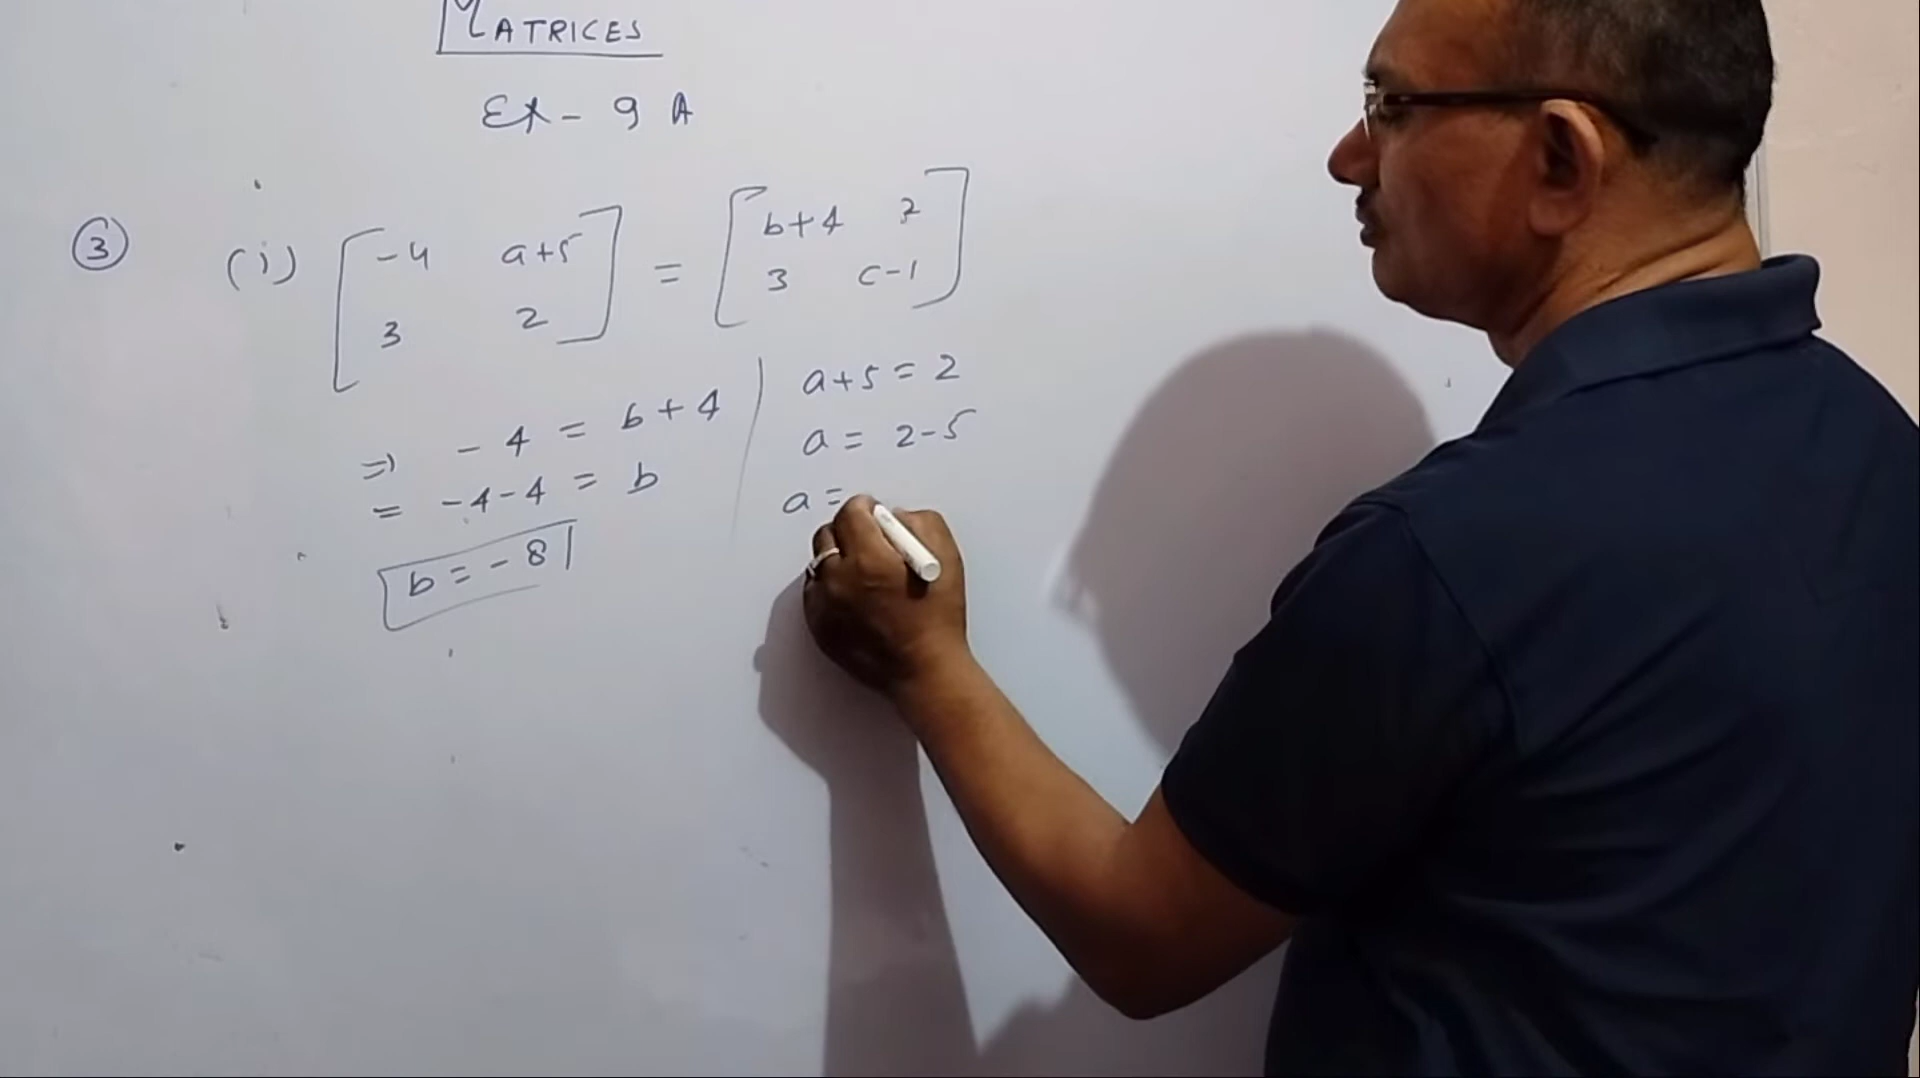 MATRICES
Ex - 9 A
③ (i) [ -4 a+5 ] = [ b+4 2 ]
[ 3 2 ] [ 3 c-1 ]
⇒ -4 = b+4
= -4-4 = b
b = -8
a+5 = 2
a = 2-5
a =